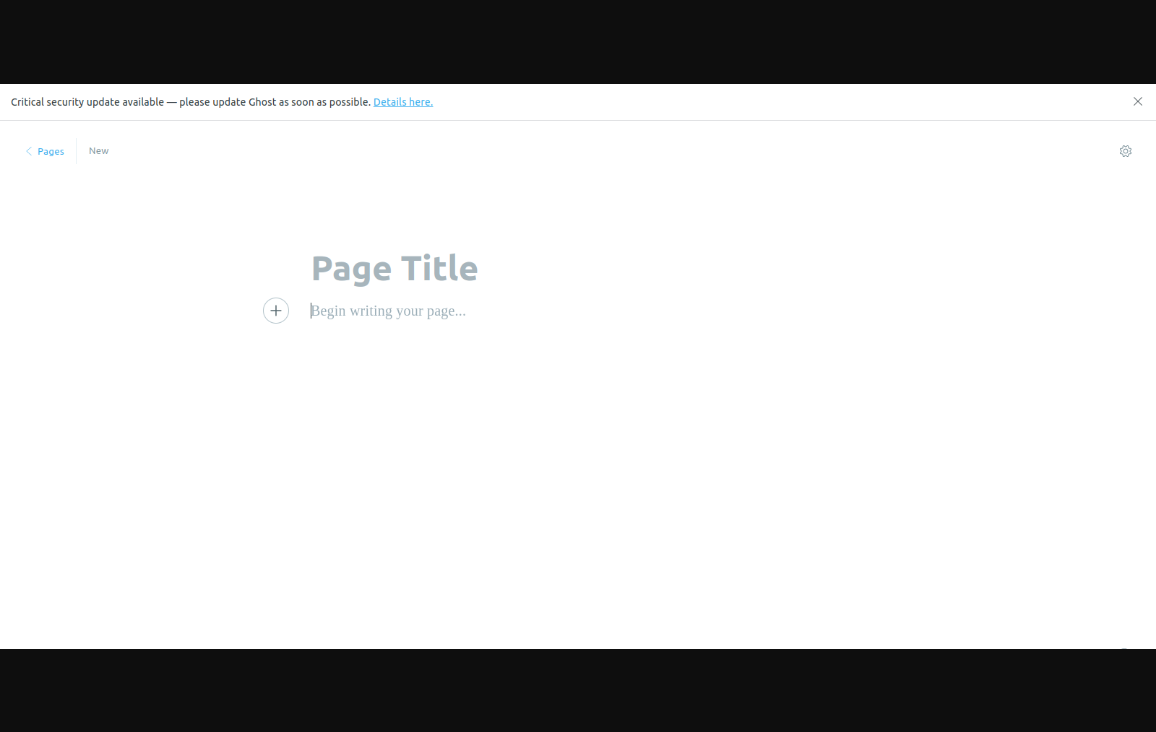 Critical security update available — please update Ghost as soon as possible. Details here.
Pages
New
Page Title
Begin writing your page...